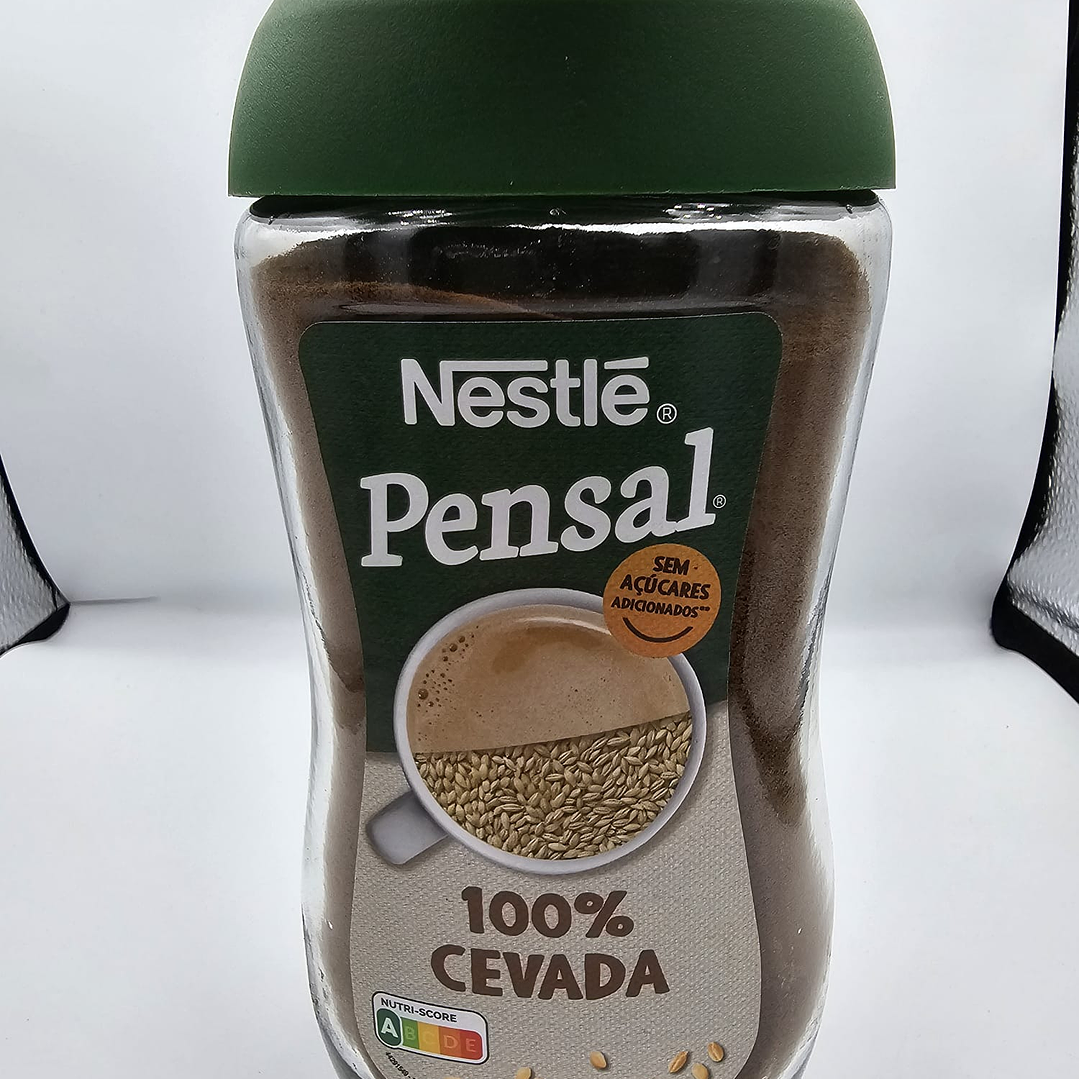 Nestlé®
Pensal®
SEM
AÇÚCARES
ADICIONADOS**
100%
CEVADA
NUTRI-SCORE
A B C D E